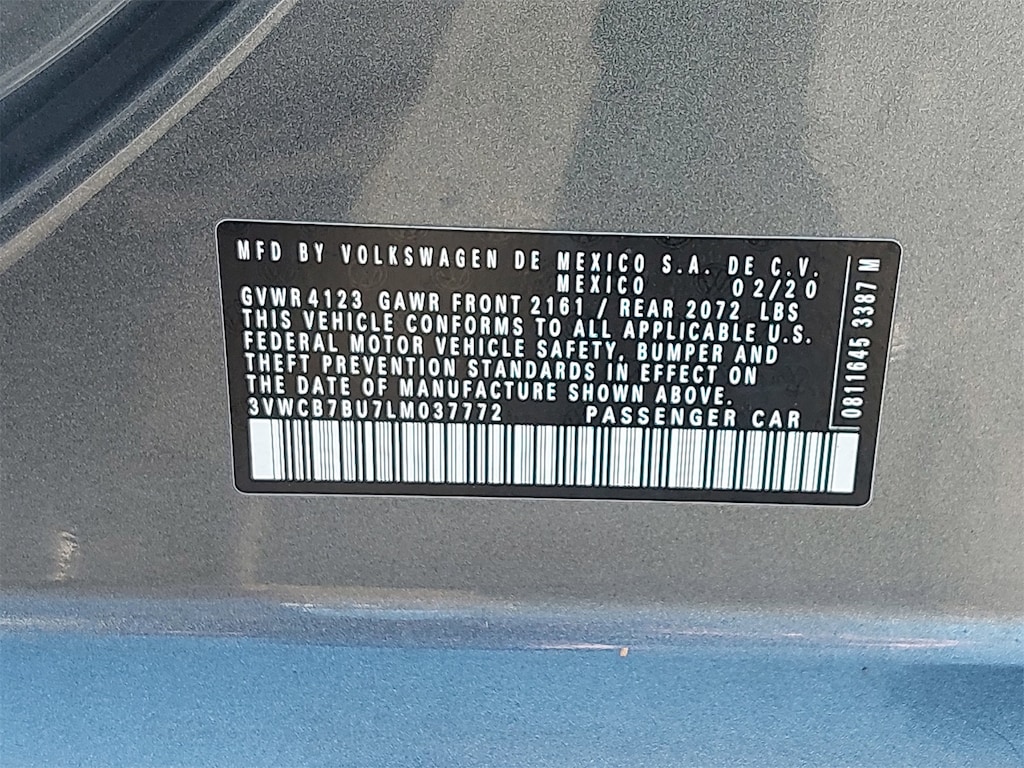 MFD BY VOLKSWAGEN DE MEXICO S.A. DE C.V.
MEXICO 02/20
GVWR 4123 GAWR FRONT 2161 / REAR 2072 LBS
THIS VEHICLE CONFORMS TO ALL APPLICABLE U.S.
FEDERAL MOTOR VEHICLE SAFETY, BUMPER AND
THEFT PREVENTION STANDARDS IN EFFECT ON
THE DATE OF MANUFACTURE SHOWN ABOVE.
3VWCB7BU7LM037772 PASSENGER CAR
0811645 3387 M